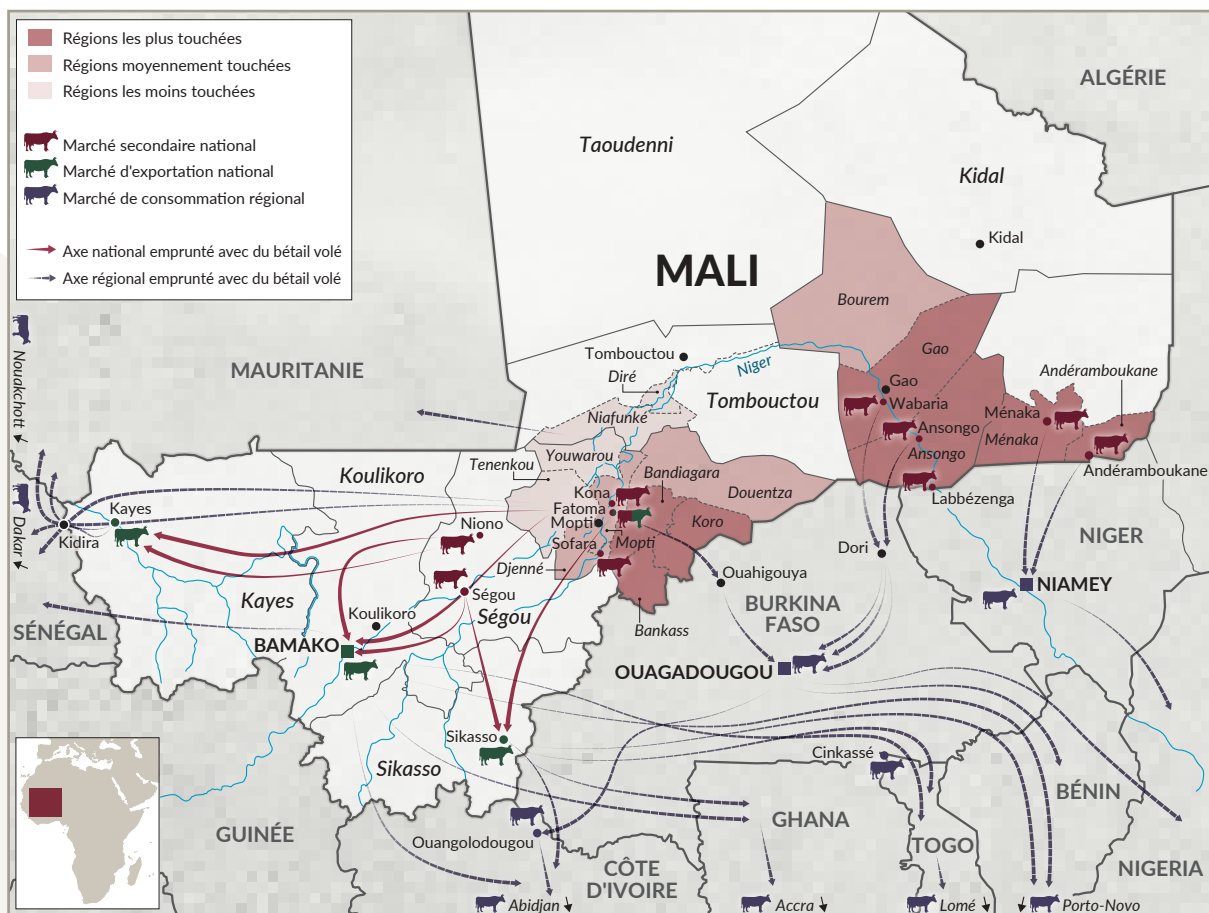 Régions les plus touchées
Régions moyennement touchées
Régions les moins touchées
Marché secondaire national
Marché d'exportation national
Marché de consommation régional
Axe national emprunté avec du bétail volé
Axe régional emprunté avec du bétail volé
ALGÉRIE
Taoudenni
Kidal
Kidal
MALI
Bourem
Gao
Tombouctou
Niger
Diré
Gao
Wabaria
Andéramboukane
MAURITANIE
Tombouctou
Niafunké
Ménaka
Ansongo
Ménaka
Ansongo
Nouakchott
Koulikoro
Youwarou
Tenenkou
Bandiagara
Andéramboukane
Douentza
Labbézenga
Kona
Fatoma
Mopti
Koro
Kayes
Niono
Sofara
Mopti
Dakar
Kidira
Djenné
Dori
NIGER
Ouahigouya
NIAMEY
Kayes
Ségou
Koulikoro
Ségou
BURKINA
FASO
SÉNÉGAL
Bankass
BAMAKO
OUAGADOUGOU
Sikasso
Cinkassé
Sikasso
BÉNIN
GUINÉE
Ouangolodougou
GHANA
TOGO
CÔTE
D'IVOIRE
NIGERIA
Abidjan
Accra
Lomé
Porto-Novo